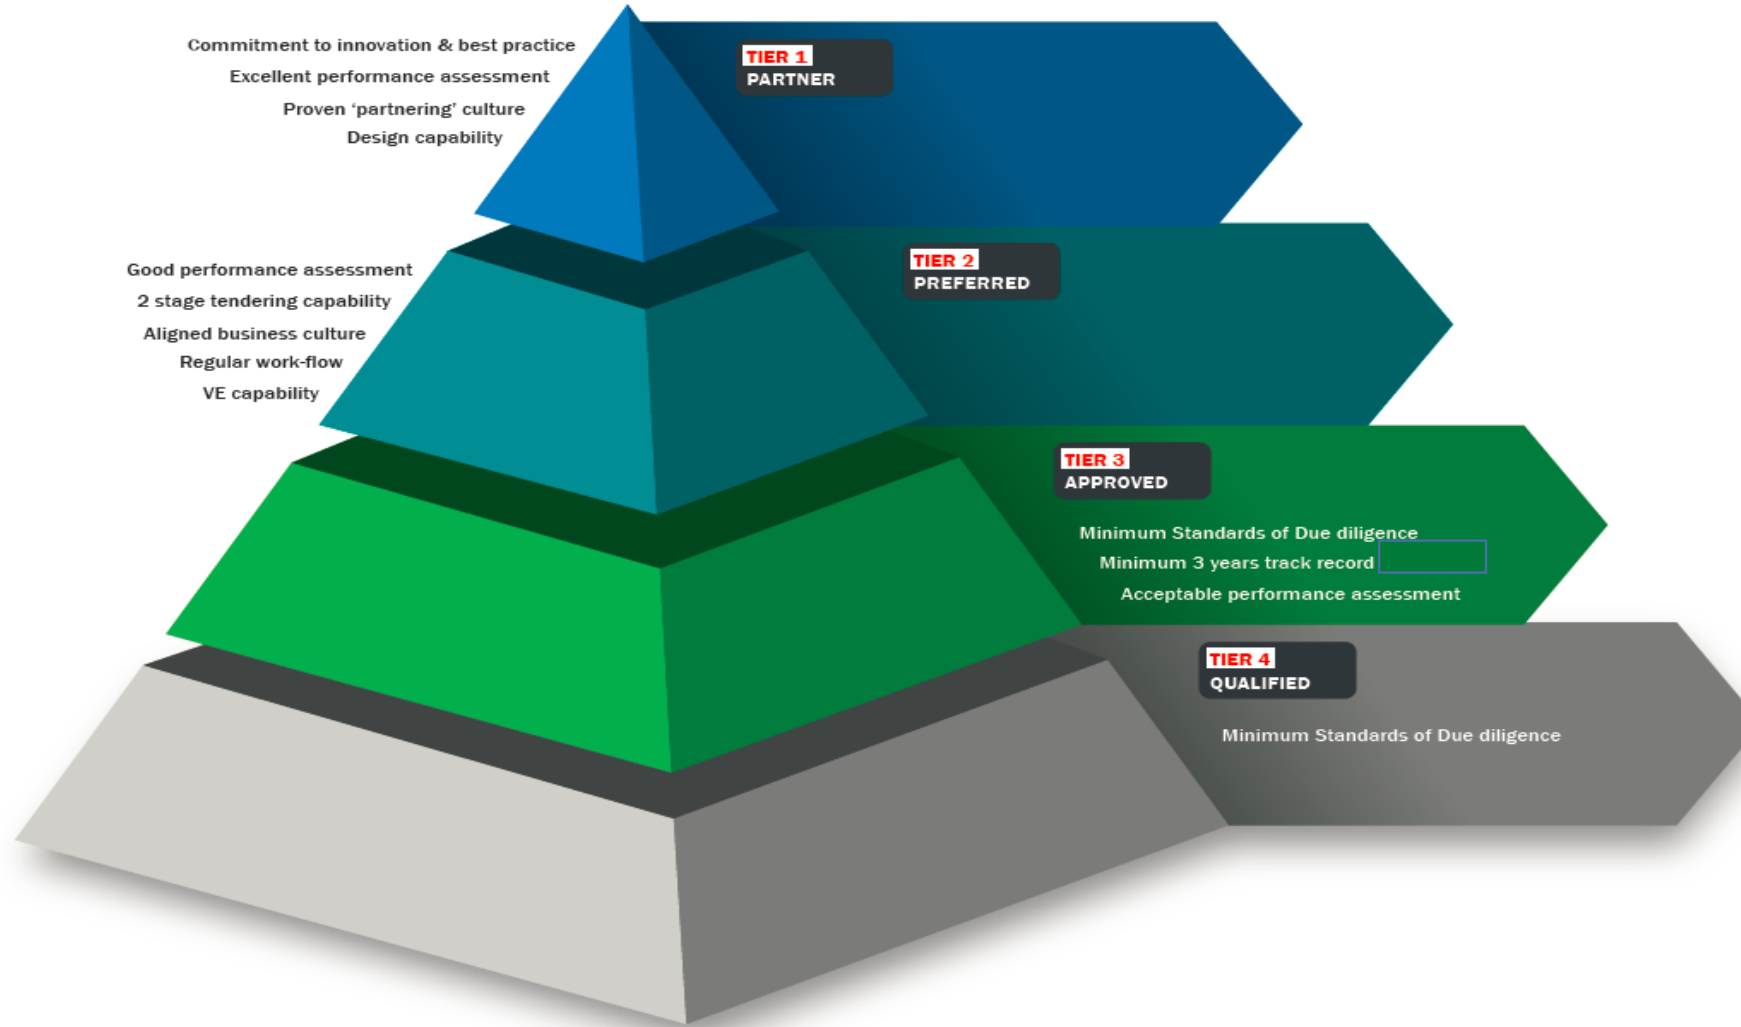 Commitment to innovation & best practice
Excellent performance assessment
Proven ‘partnering’ culture
Design capability
TIER 1
PARTNER
Good performance assessment
2 stage tendering capability
Aligned business culture
Regular work-flow
VE capability
TIER 2
PREFERRED
TIER 3
APPROVED
Minimum Standards of Due diligence
Minimum 3 years track record
Acceptable performance assessment
TIER 4
QUALIFIED
Minimum Standards of Due diligence